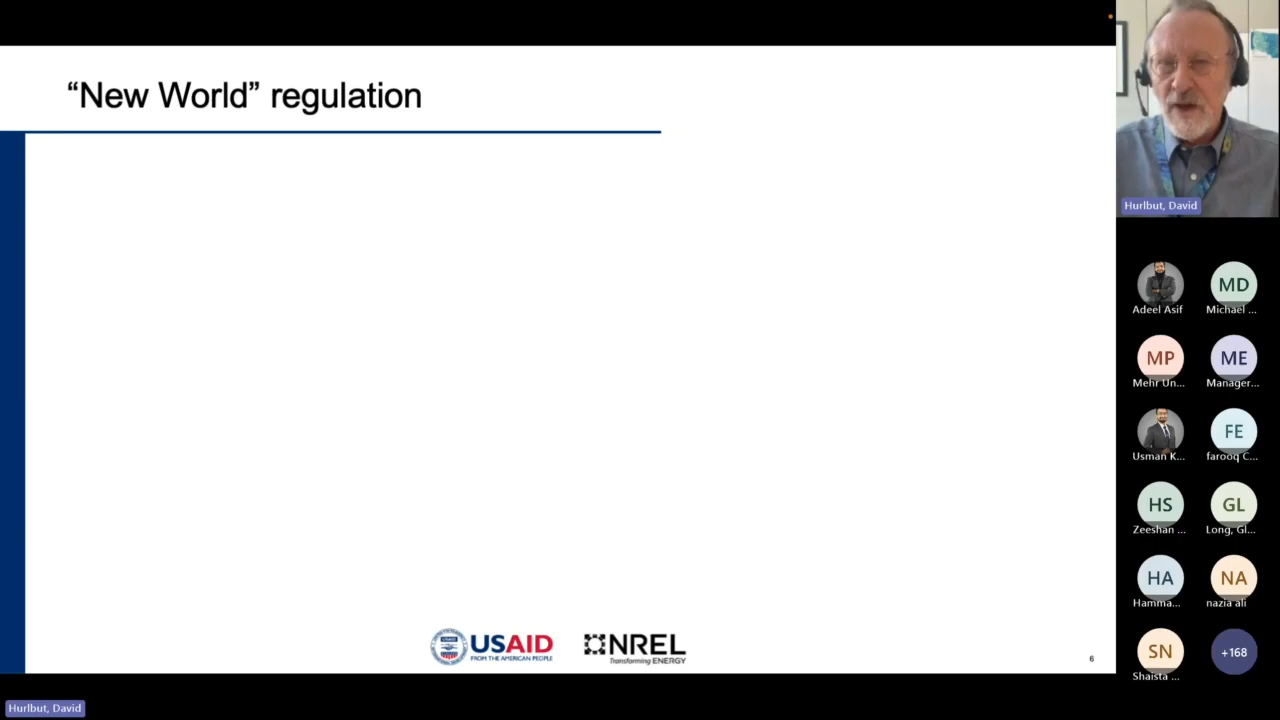 “New World” regulation
USAID
FROM THE AMERICAN PEOPLE
NREL
Transforming ENERGY
6
Hurlbut, David
Adeel Asif
MD
Michael ...
MP
Mehr Un...
ME
Manager...
Usman K...
FE
farooq C...
HS
Zeeshan ...
GL
Long, Gl...
HA
Hamma...
NA
nazia ali
SN
Shaista ...
+168
Hurlbut, David